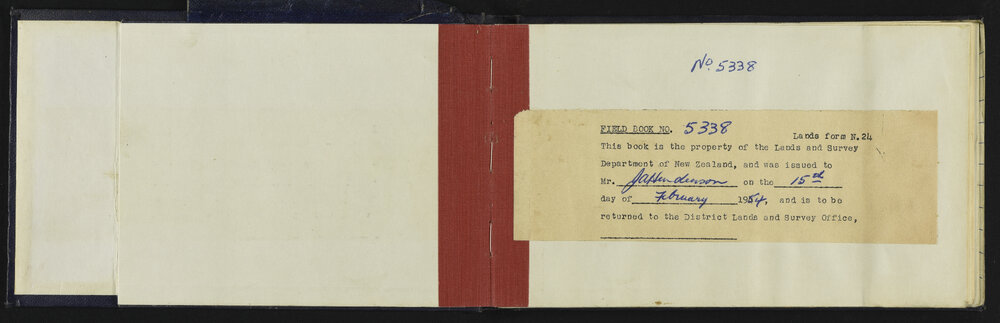 No. 5338
FIELD BOOK NO. 5338
Lands form N.24
This book is the property of the Lands and Survey
Department of New Zealand, and was issued to
Mr. JAHenderson on the 15th
day of February 1954, and is to be
returned to the District Lands and Survey Office,